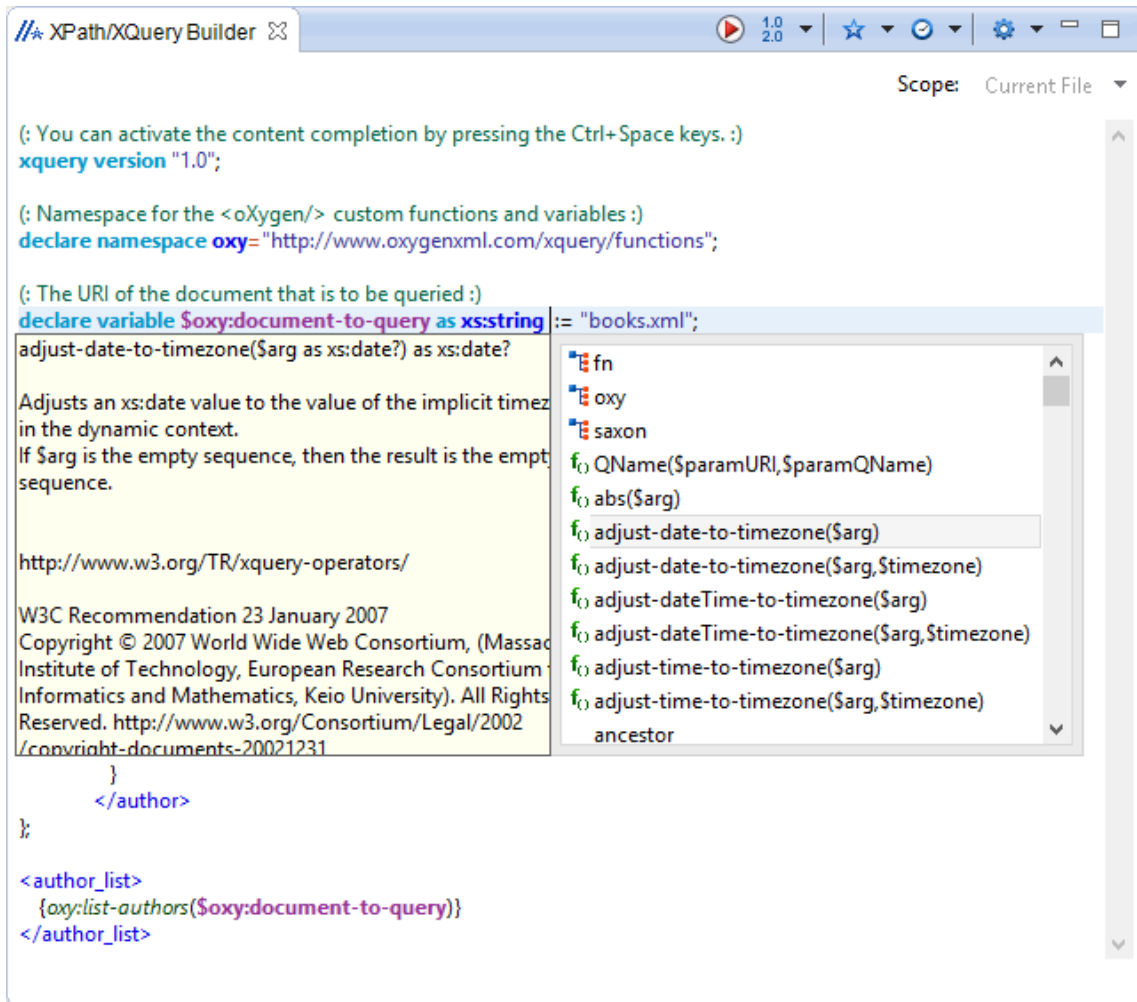 XPath/XQuery Builder
1.0
2.0
Scope: Current File
(: You can activate the content completion by pressing the Ctrl+Space keys. :)
xquery version "1.0";
(: Namespace for the <oXygen/> custom functions and variables :)
declare namespace oxy="http://www.oxygenxml.com/xquery/functions";
(: The URI of the document that is to be queried :)
declare variable $oxy:document-to-query as xs:string := "books.xml";
adjust-date-to-timezone($arg as xs:date?) as xs:date?
Adjusts an xs:date value to the value of the implicit timez
in the dynamic context.
If $arg is the empty sequence, then the result is the empt
sequence.
http://www.w3.org/TR/xquery-operators/
W3C Recommendation 23 January 2007
Copyright © 2007 World Wide Web Consortium, (Massac
Institute of Technology, European Research Consortium
Informatics and Mathematics, Keio University). All Rights
Reserved. http://www.w3.org/Consortium/Legal/2002
/copyright-documents-20021231
fn
oxy
saxon
f() QName($paramURI,$paramQName)
f() abs($arg)
f() adjust-date-to-timezone($arg)
f() adjust-date-to-timezone($arg,$timezone)
f() adjust-dateTime-to-timezone($arg)
f() adjust-dateTime-to-timezone($arg,$timezone)
f() adjust-time-to-timezone($arg)
f() adjust-time-to-timezone($arg,$timezone)
ancestor
}
</author>
};
<author_list>
{oxy:list-authors($oxy:document-to-query)}
</author_list>